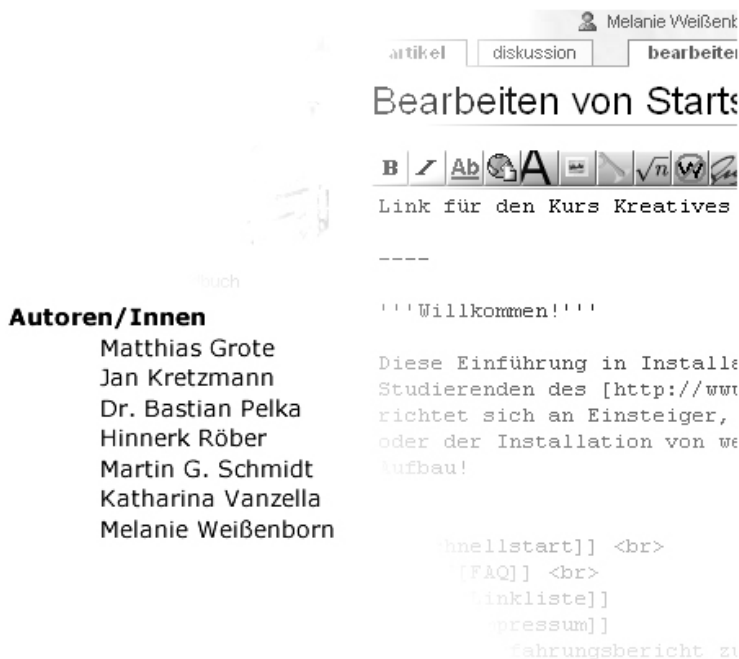 Melanie Weißenb
artikel diskussion bearbeiten
Bearbeiten von Starts
B I Ab A √n W
Link für den Kurs Kreatives
----
'''Willkommen!'''
Diese Einführung in Installa
Studierenden des [http://www
richtet sich an Einsteiger,
oder der Installation von we
Aufbau!
hnellstart]] <br>
[[FAQ]] <br>
inkliste]]
pressum]]
fahrungsbericht zu
buch
Autoren/Innen
Matthias Grote
Jan Kretzmann
Dr. Bastian Pelka
Hinnerk Röber
Martin G. Schmidt
Katharina Vanzella
Melanie Weißenborn